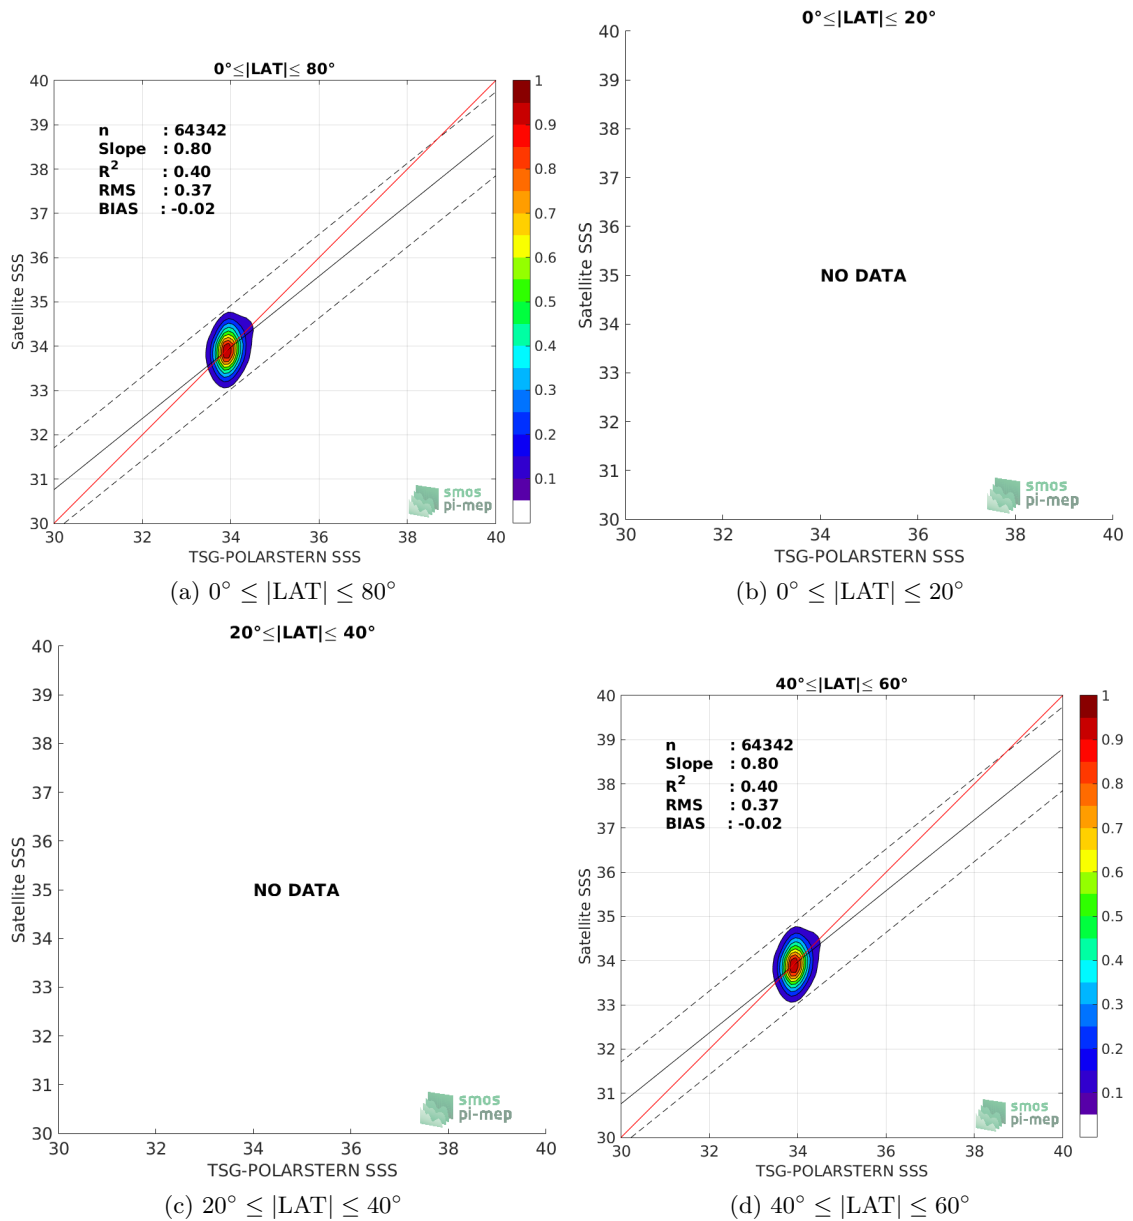 0°≤|LAT|≤ 80°
40
39
38
37
36
35
34
33
32
31
30
Satellite SSS
n : 64342
Slope : 0.80
R² : 0.40
RMS : 0.37
BIAS : -0.02
1
0.9
0.8
0.7
0.6
0.5
0.4
0.3
0.2
0.1
smos
pi-mep
30 32 34 36 38 40
TSG-POLARSTERN SSS
(a) 0° ≤ |LAT| ≤ 80°
0°≤|LAT|≤ 20°
40
39
38
37
36
35
34
33
32
31
30
Satellite SSS
NO DATA
smos
pi-mep
30 32 34 36 38 40
TSG-POLARSTERN SSS
(b) 0° ≤ |LAT| ≤ 20°
20°≤|LAT|≤ 40°
40
39
38
37
36
35
34
33
32
31
30
Satellite SSS
NO DATA
smos
pi-mep
30 32 34 36 38 40
TSG-POLARSTERN SSS
(c) 20° ≤ |LAT| ≤ 40°
40°≤|LAT|≤ 60°
40
39
38
37
36
35
34
33
32
31
30
Satellite SSS
n : 64342
Slope : 0.80
R² : 0.40
RMS : 0.37
BIAS : -0.02
1
0.9
0.8
0.7
0.6
0.5
0.4
0.3
0.2
0.1
smos
pi-mep
30 32 34 36 38 40
TSG-POLARSTERN SSS
(d) 40° ≤ |LAT| ≤ 60°